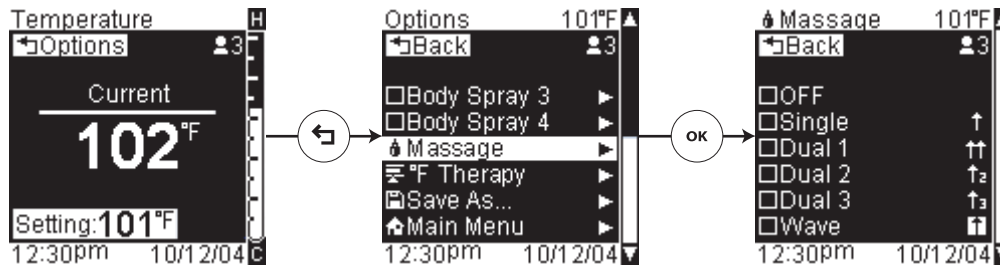 Temperature H
Options 3
Current
102°F
Setting:101°F
12:30pm 10/12/04 C
Options 101°F
Back 3
Body Spray 3
Body Spray 4
Massage
°F Therapy
Save As...
Main Menu
12:30pm 10/12/04
OK
Massage 101°F
Back 3
OFF
Single
Dual 1
Dual 2 2
Dual 3 3
Wave
12:30pm 10/12/04